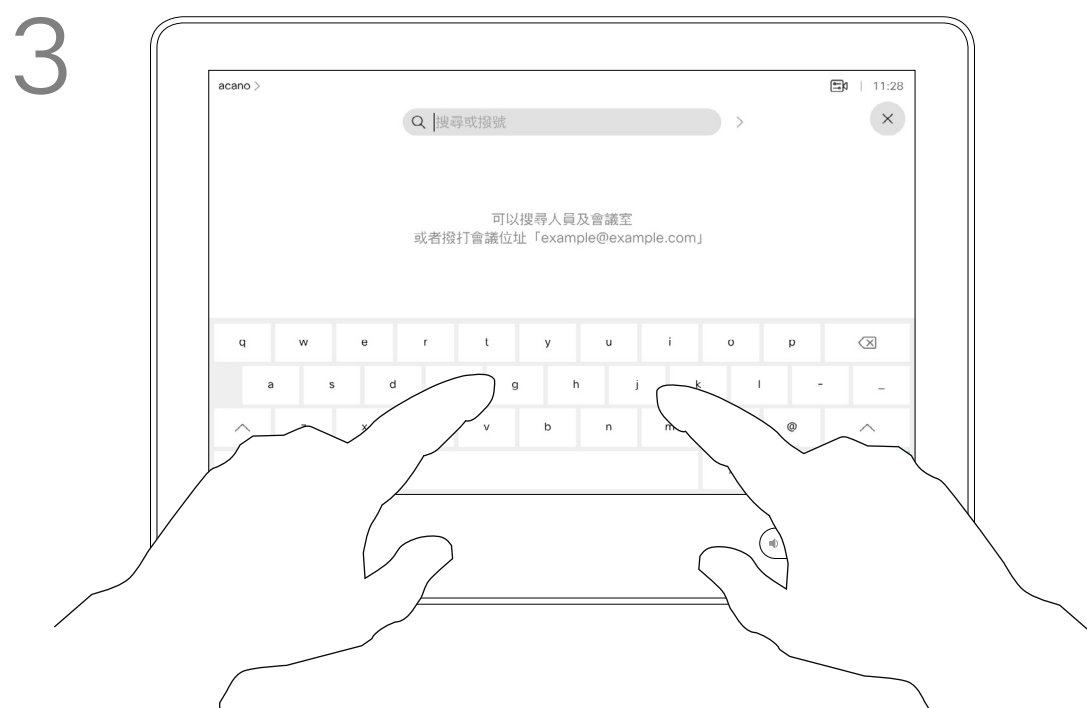 3
acano >
11:28
搜尋或撥號
可以搜尋人員及會議室
或者撥打會議位址「example@example.com」
q w e r t y u i o p
a s d g h j k l - _
v b n m @